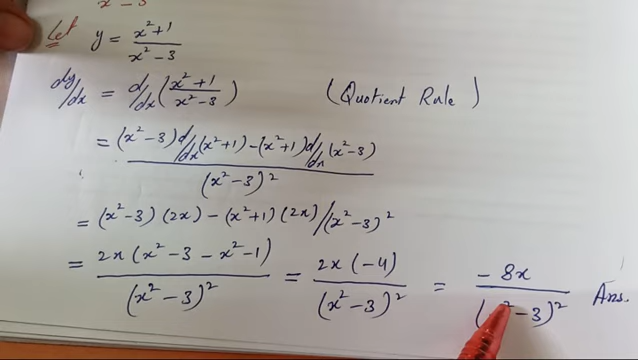 x - 3
Let y = x²+1 / x²-3
dy/dx = d/dx (x²+1 / x²-3) (Quotient Rule)
= (x²-3) d/dx (x²+1) - (x²+1) d/dx (x²-3) / (x²-3)²
= (x²-3) (2x) - (x²+1) (2x) / (x²-3)²
= 2x (x²-3-x²-1) / (x²-3)² = 2x (-4) / (x²-3)² = -8x / (x²-3)² Ans.